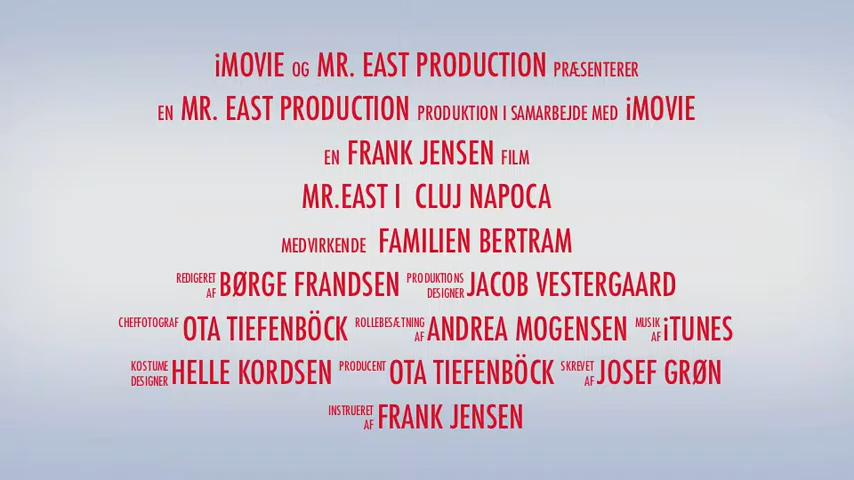 iMOVIE OG MR. EAST PRODUCTION PRÆSENTERER
EN MR. EAST PRODUCTION PRODUKTION I SAMARBEJDE MED iMOVIE
EN FRANK JENSEN FILM
MR.EAST I CLUJ NAPOCA
MEDVIRKENDE FAMILIEN BERTRAM
REDIGERET AF BØRGE FRANDSEN PRODUKTIONS DESIGNER JACOB VESTERGAARD
CHEFFOTOGRAF OTA TIEFENBÖCK ROLLEBESÆTNING AF ANDREA MOGENSEN MUSIK AF iTUNES
KOSTUME DESIGNER HELLE KORDSEN PRODUCENT OTA TIEFENBÖCK SKREVET AF JOSEF GRØN
INSTRUERET AF FRANK JENSEN